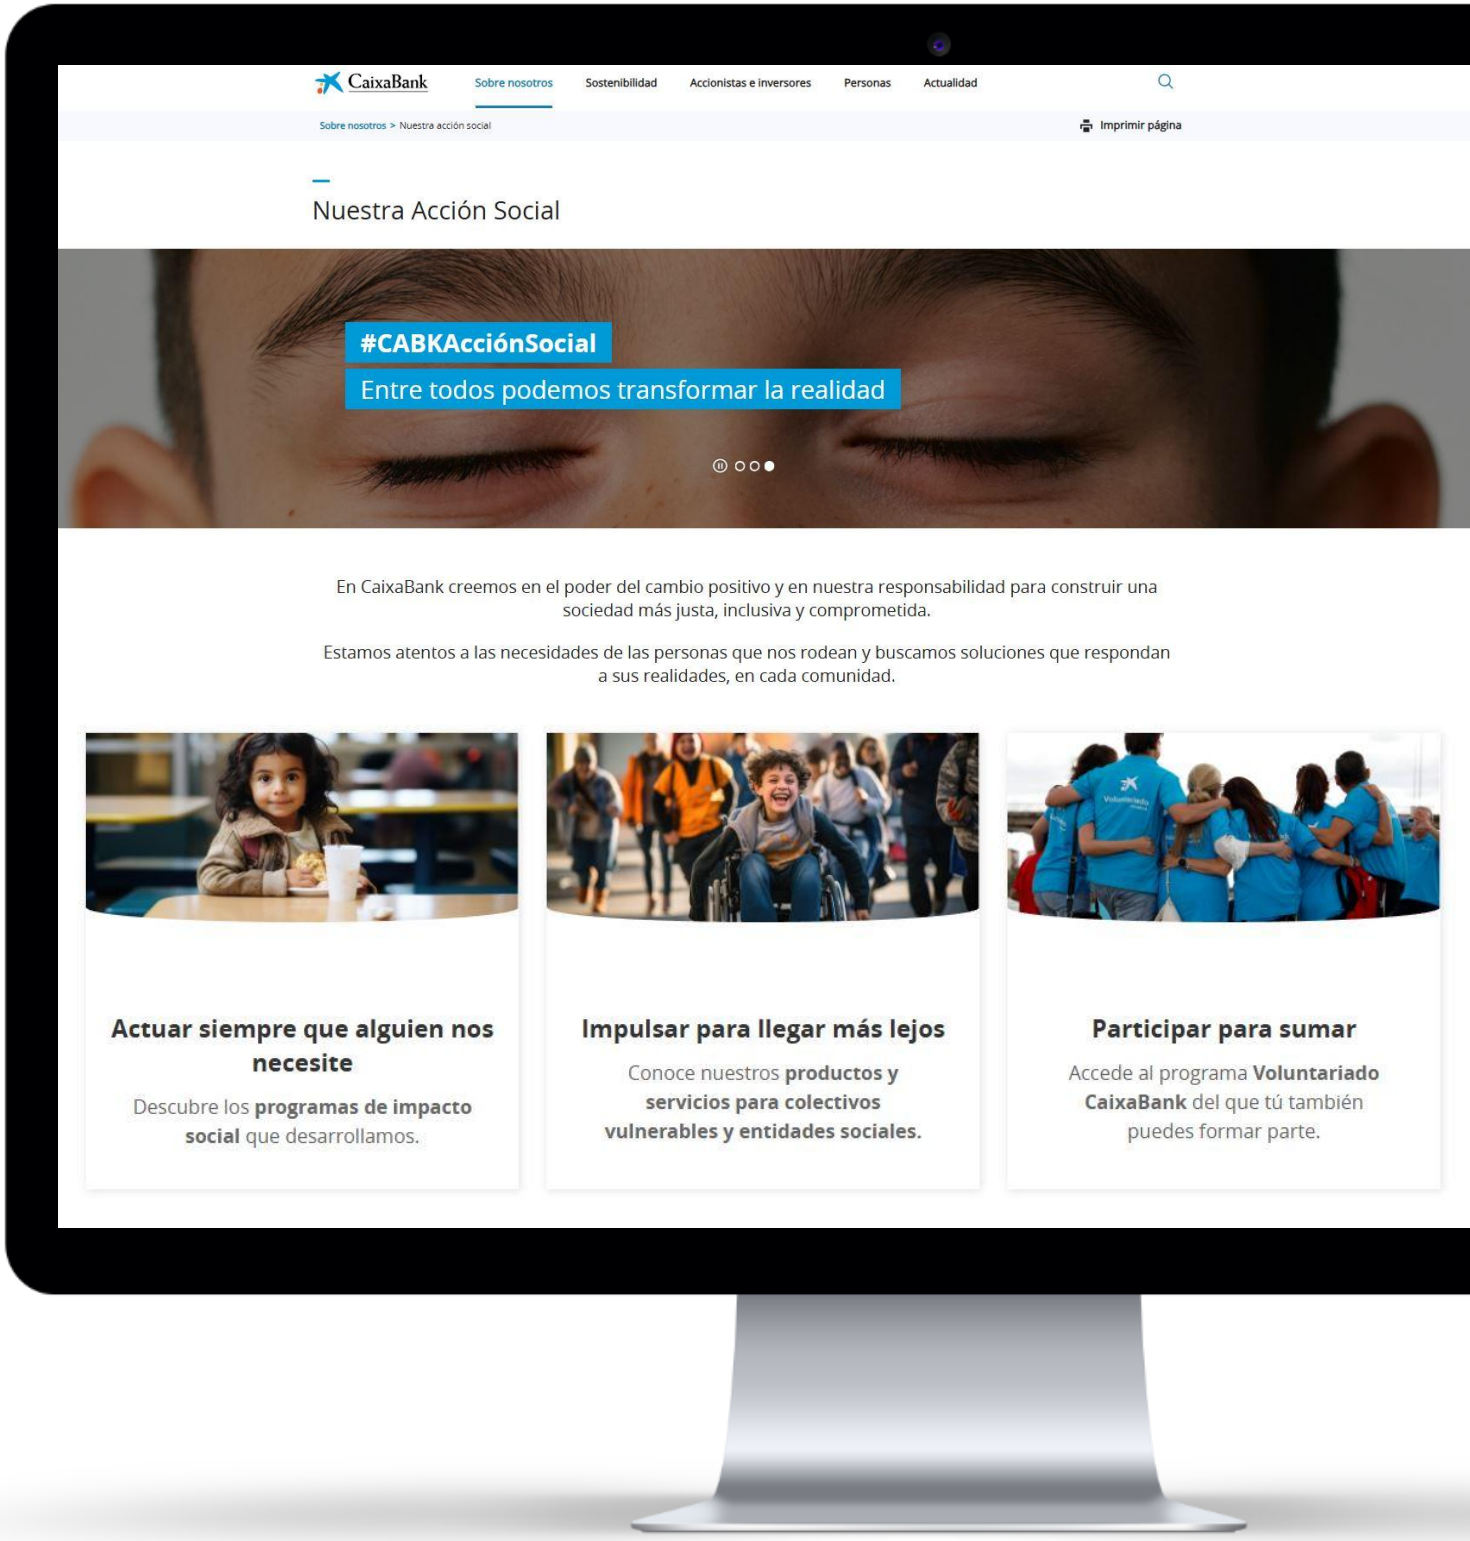 CaixaBank
Sobre nosotros
Sostenibilidad
Accionistas e inversores
Personas
Actualidad
Sobre nosotros > Nuestra acción social
Imprimir página
Nuestra Acción Social
#CABKAcciónSocial
Entre todos podemos transformar la realidad
En CaixaBank creemos en el poder del cambio positivo y en nuestra responsabilidad para construir una
sociedad más justa, inclusiva y comprometida.
Estamos atentos a las necesidades de las personas que nos rodean y buscamos soluciones que respondan
a sus realidades, en cada comunidad.
Voluntariado
Actuar siempre que alguien nos
necesite
Descubre los programas de impacto
social que desarrollamos.
Impulsar para llegar más lejos
Conoce nuestros productos y
servicios para colectivos
vulnerables y entidades sociales.
Participar para sumar
Accede al programa Voluntariado
CaixaBank del que tú también
puedes formar parte.